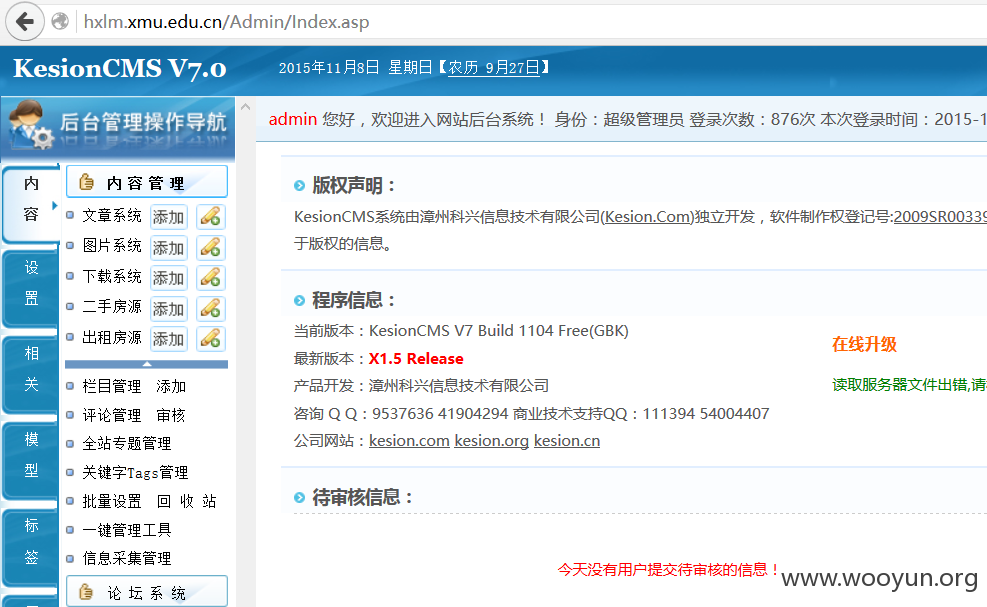 hxlm.xmu.edu.cn/Admin/Index.asp
KesionCMS V7.0
2015年11月8日 星期日【农历 9月27日】
后台管理操作导航
admin 您好，欢迎进入网站后台系统！ 身份：超级管理员 登录次数：876次 本次登录时间：2015-1
内容
设置
相关
模型
标签
内 容 管 理
文章系统 添加
图片系统 添加
下载系统 添加
二手房源 添加
出租房源 添加
栏目管理 添加
评论管理 审核
全站专题管理
关键字Tags管理
批量设置 回 收 站
一键管理工具
信息采集管理
论 坛 系 统
版权声明：
KesionCMS系统由漳州科兴信息技术有限公司(Kesion.Com)独立开发，软件制作权登记号:2009SR00339
于版权的信息。
程序信息：
当前版本：KesionCMS V7 Build 1104 Free(GBK)
最新版本：X1.5 Release
产品开发：漳州科兴信息技术有限公司
咨询 Q Q：9537636 41904294 商业技术支持QQ：111394 54004407
公司网站：kesion.com kesion.org kesion.cn
在线升级
读取服务器文件出错,请
待审核信息：
今天没有用户提交待审核的信息！
www.wooyun.org